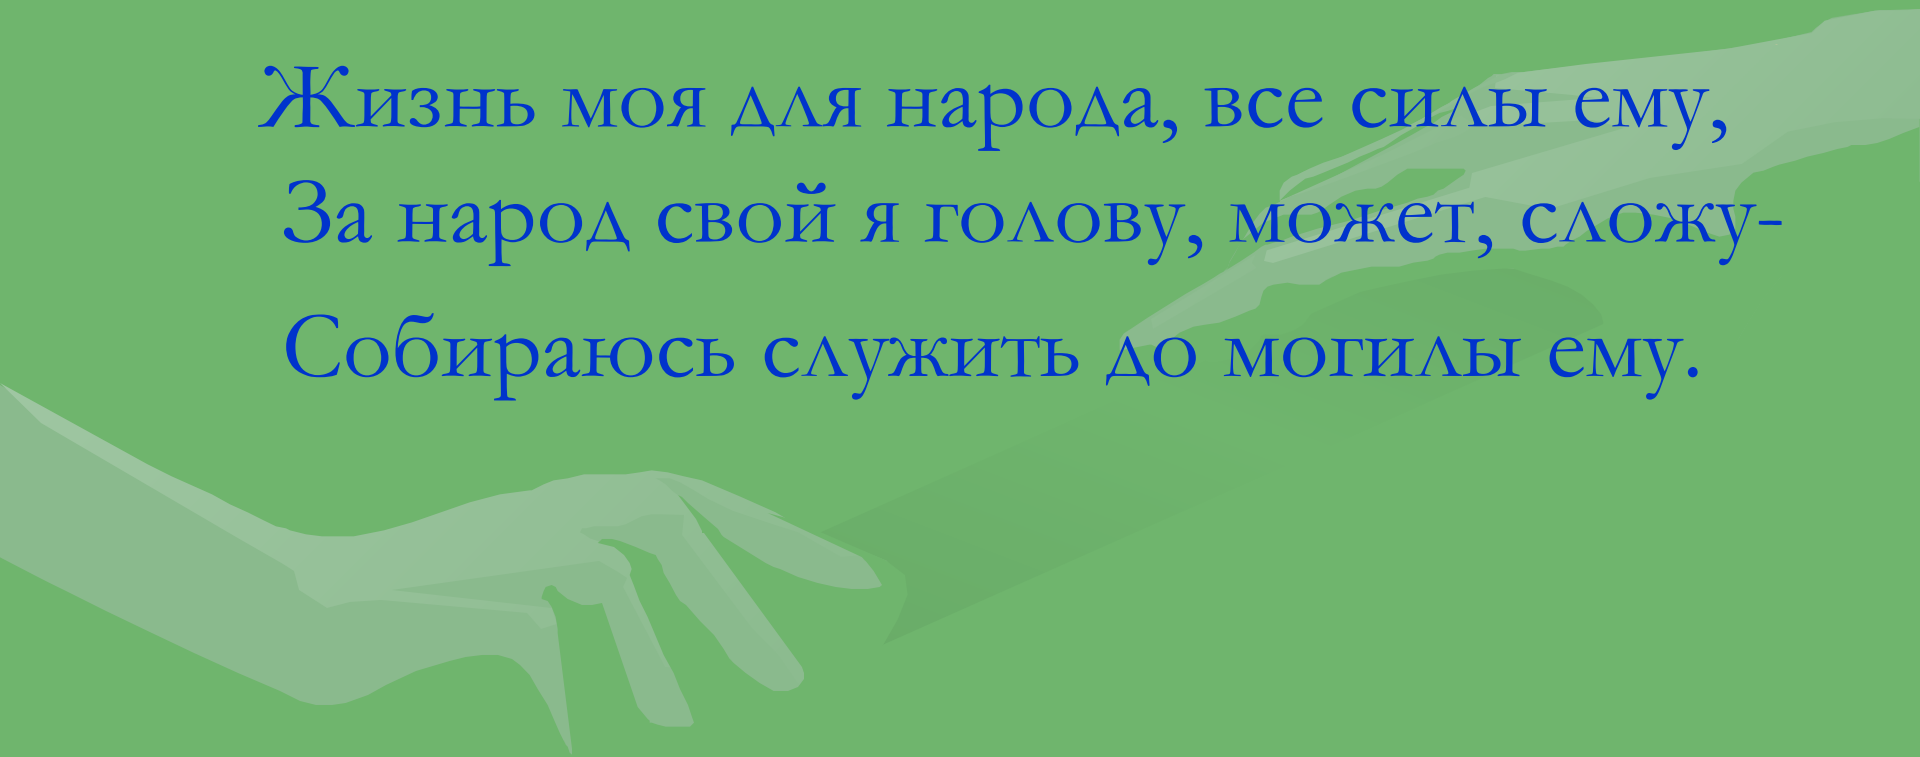 Жизнь моя для народа, все силы ему,
За народ свой я голову, может, сложу-
Собираюсь служить до могилы ему.